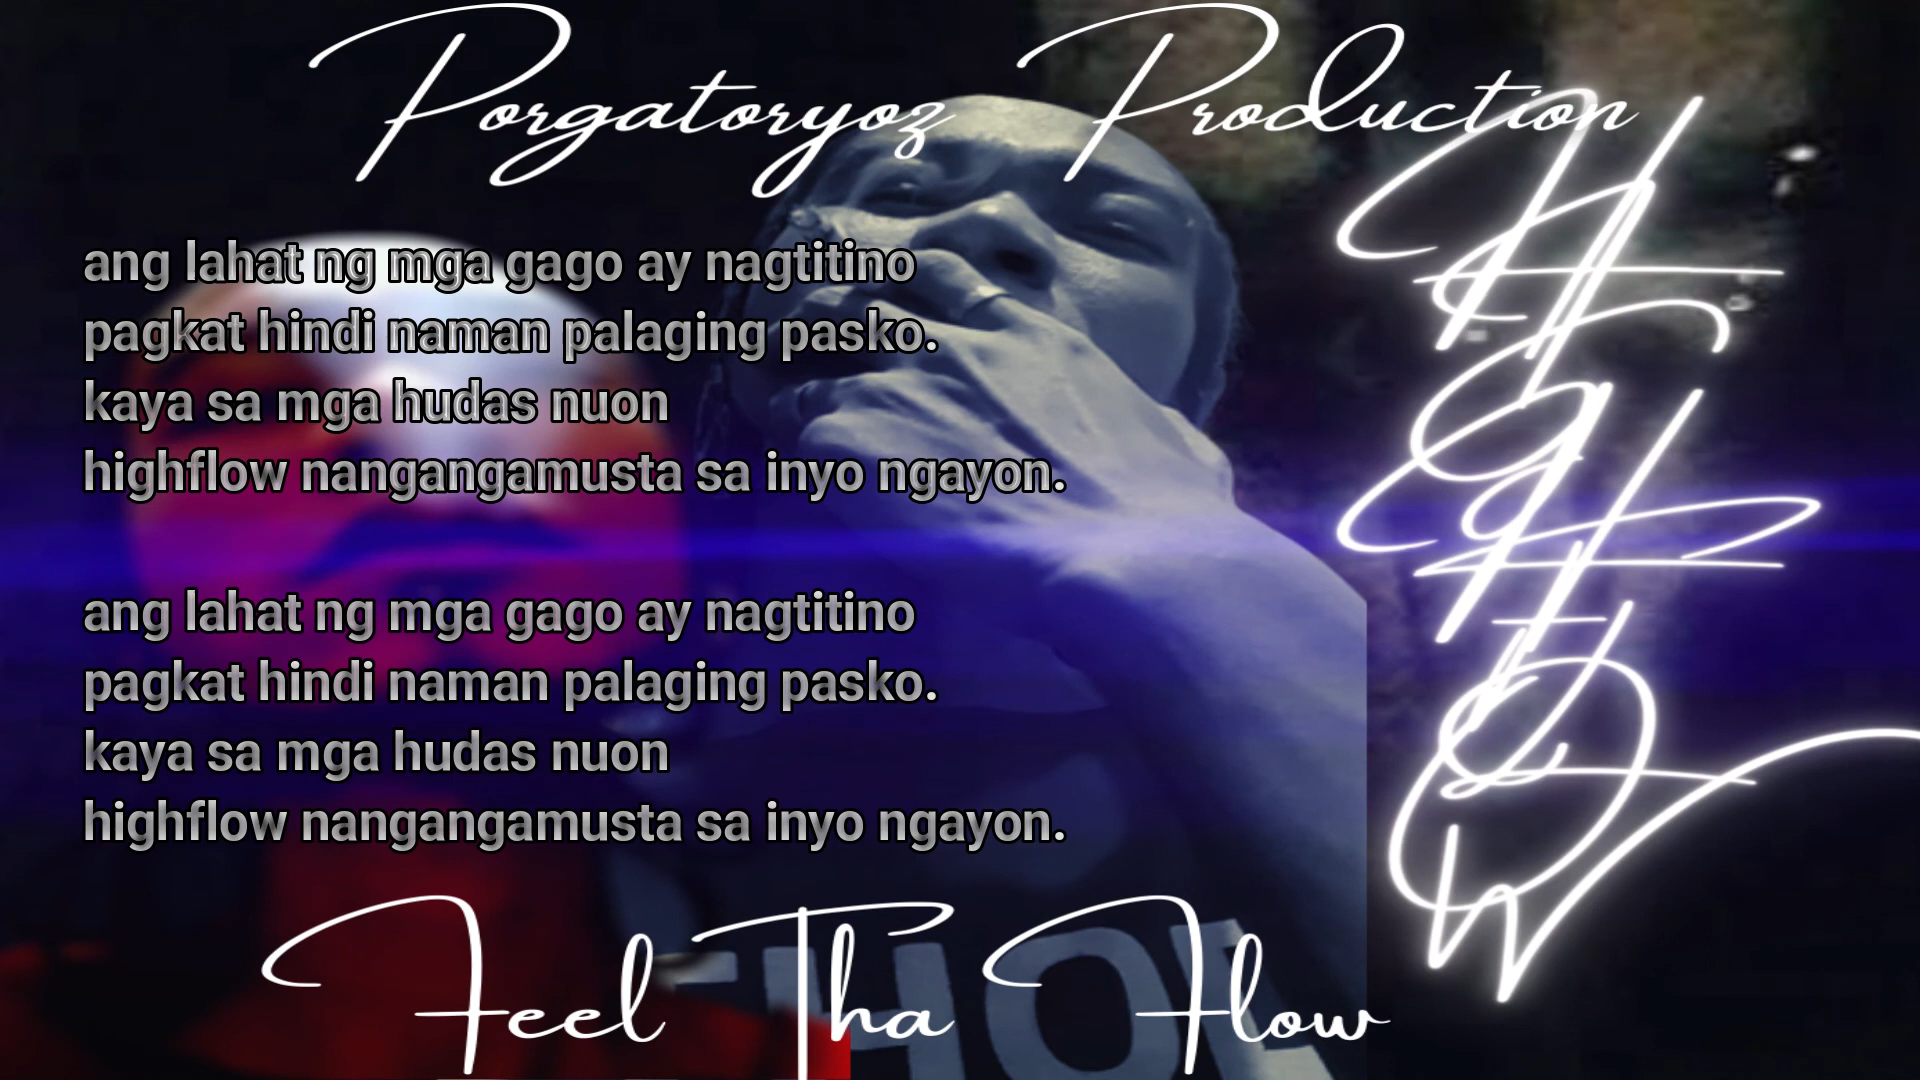 Porgatoryoz Production
ang lahat ng mga gago ay nagtitino
pagkat hindi naman palaging pasko.
kaya sa mga hudas nuon
highflow nangangamusta sa inyo ngayon.
ang lahat ng mga gago ay nagtitino
pagkat hindi naman palaging pasko.
kaya sa mga hudas nuon
highflow nangangamusta sa inyo ngayon.
Feel Tha Flow